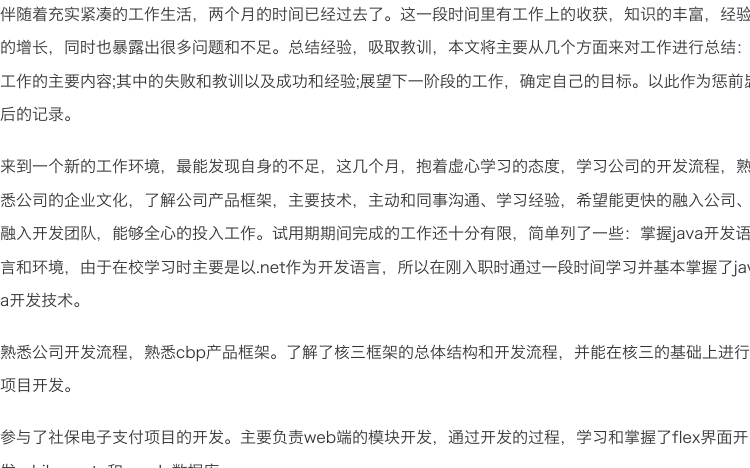 伴随着充实紧凑的工作生活，两个月的时间已经过去了。这一段时间里有工作上的收获，知识的丰富，经验
的增长，同时也暴露出很多问题和不足。总结经验，吸取教训，本文将主要从几个方面来对工作进行总结：
工作的主要内容;其中的失败和教训以及成功和经验;展望下一阶段的工作，确定自己的目标。以此作为惩前毖
后的记录。
来到一个新的工作环境，最能发现自身的不足，这几个月，抱着虚心学习的态度，学习公司的开发流程，熟
悉公司的企业文化，了解公司产品框架，主要技术，主动和同事沟通、学习经验，希望能更快的融入公司、
融入开发团队，能够全心的投入工作。试用期期间完成的工作还十分有限，简单列了一些：掌握java开发语
言和环境，由于在校学习时主要是以.net作为开发语言，所以在刚入职时通过一段时间学习并基本掌握了jav
a开发技术。
熟悉公司开发流程，熟悉cbp产品框架。了解了核三框架的总体结构和开发流程，并能在核三的基础上进行
项目开发。
参与了社保电子支付项目的开发。主要负责web端的模块开发，通过开发的过程，学习和掌握了flex界面开